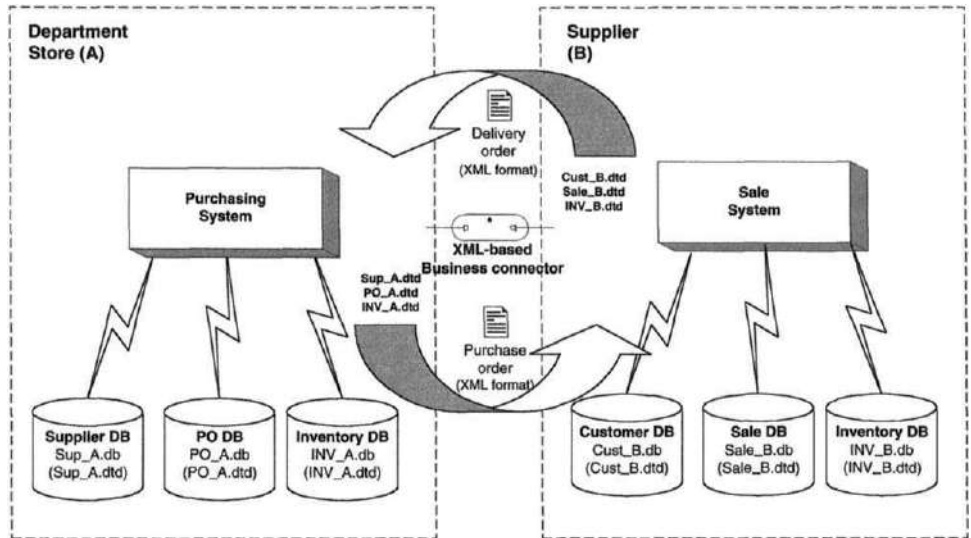 Department
Store (A)
Supplier
(B)
Delivery
order
(XML format)
Cust_B.dtd
Sale_B.dtd
INV_B.dtd
Purchasing
System
Sale
System
XML-based
Business connector
Sup_A.dtd
PO_A.dtd
INV_A.dtd
Purchase
order
(XML format)
Supplier DB
Sup_A.db
(Sup_A.dtd)
PO DB
PO_A.db
(PO_A.dtd)
Inventory DB
INV_A.db
(INV_A.dtd)
Customer DB
Cust_B.db
(Cust_B.dtd)
Sale DB
Sale_B.db
(Sale_B.dtd)
Inventory DB
INV_B.db
(INV_B.dtd)